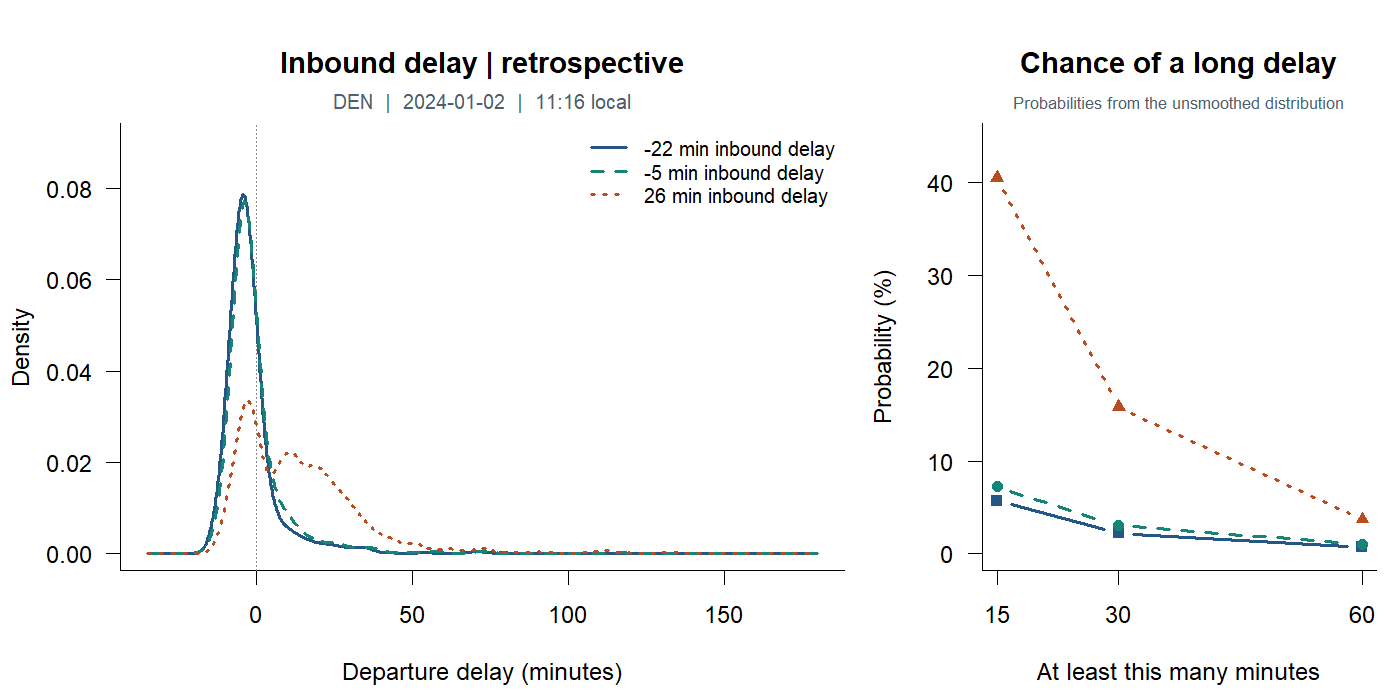 Inbound delay | retrospective
DEN | 2024-01-02 | 11:16 local
-22 min inbound delay
-5 min inbound delay
26 min inbound delay
Density
0.08
0.06
0.04
0.02
0.00
0
50
100
150
Departure delay (minutes)
Chance of a long delay
Probabilities from the unsmoothed distribution
Probability (%)
40
30
20
10
0
15
30
60
At least this many minutes